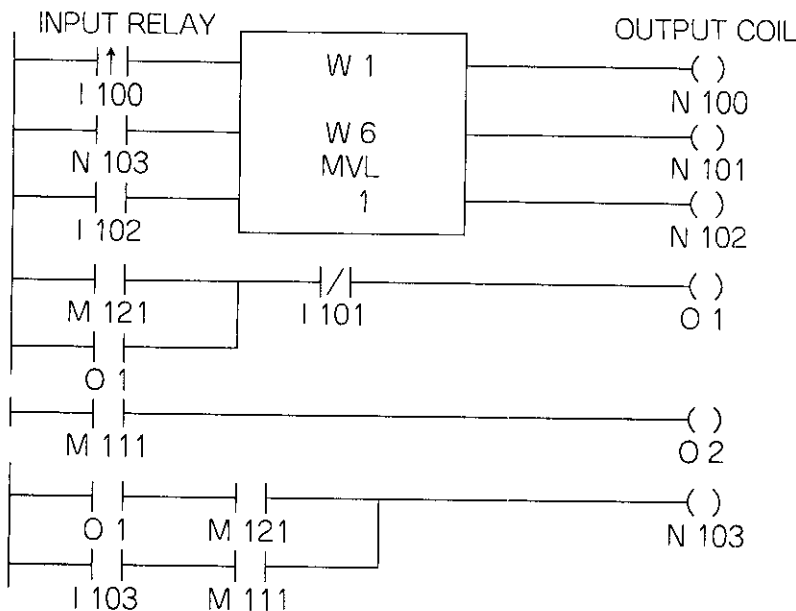 INPUT RELAY
OUTPUT COIL
I 100
W 1
N 100
N 103
W 6
MVL
N 101
I 102
1
N 102
M 121
I 101
O 1
O 1
M 111
O 2
O 1
M 121
N 103
I 103
M 111